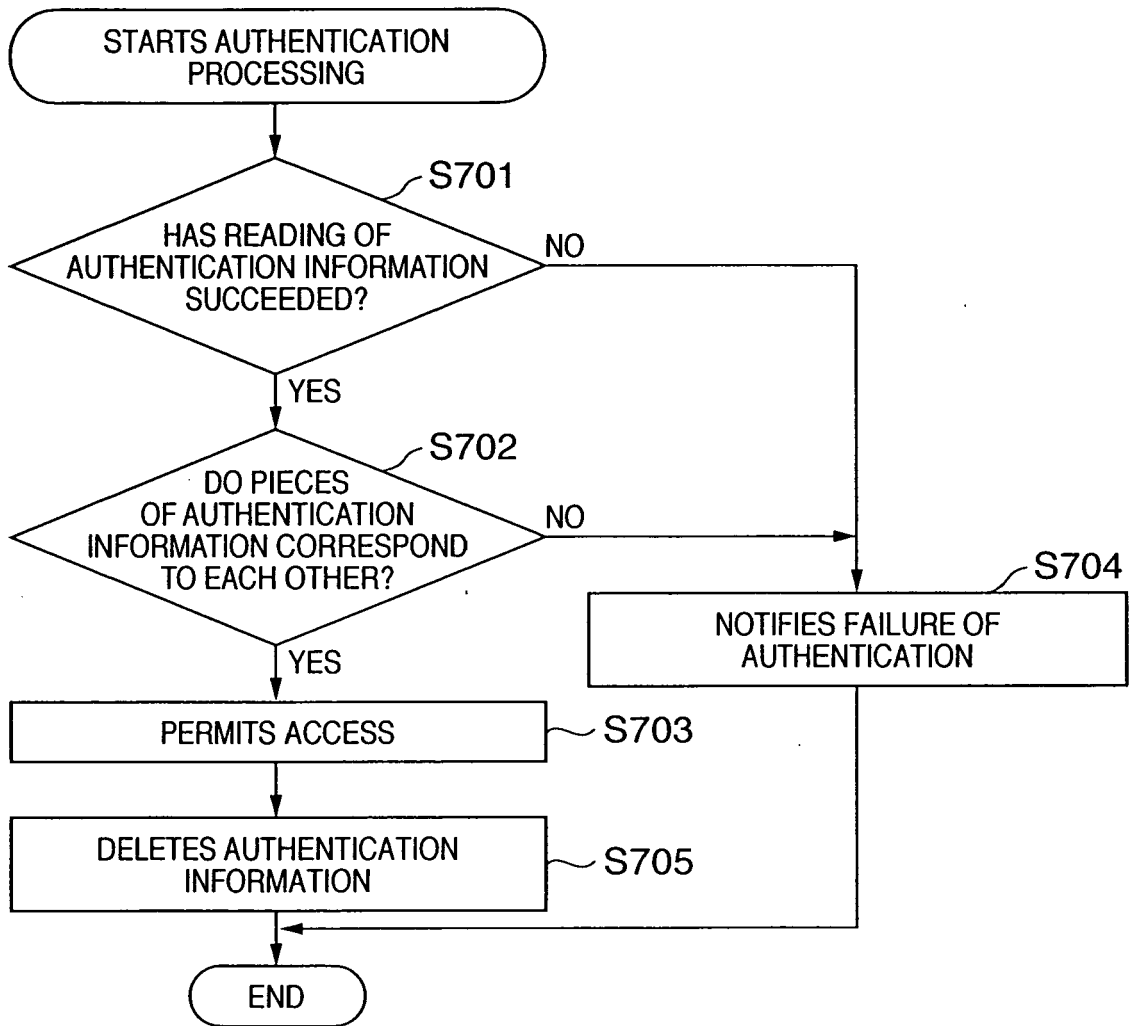 STARTS AUTHENTICATION
PROCESSING
S701
HAS READING OF
AUTHENTICATION INFORMATION
SUCCEEDED?
NO
YES
S702
DO PIECES
OF AUTHENTICATION
INFORMATION CORRESPOND
TO EACH OTHER?
NO
YES
S704
NOTIFIES FAILURE OF
AUTHENTICATION
PERMITS ACCESS
S703
DELETES AUTHENTICATION
INFORMATION
S705
END